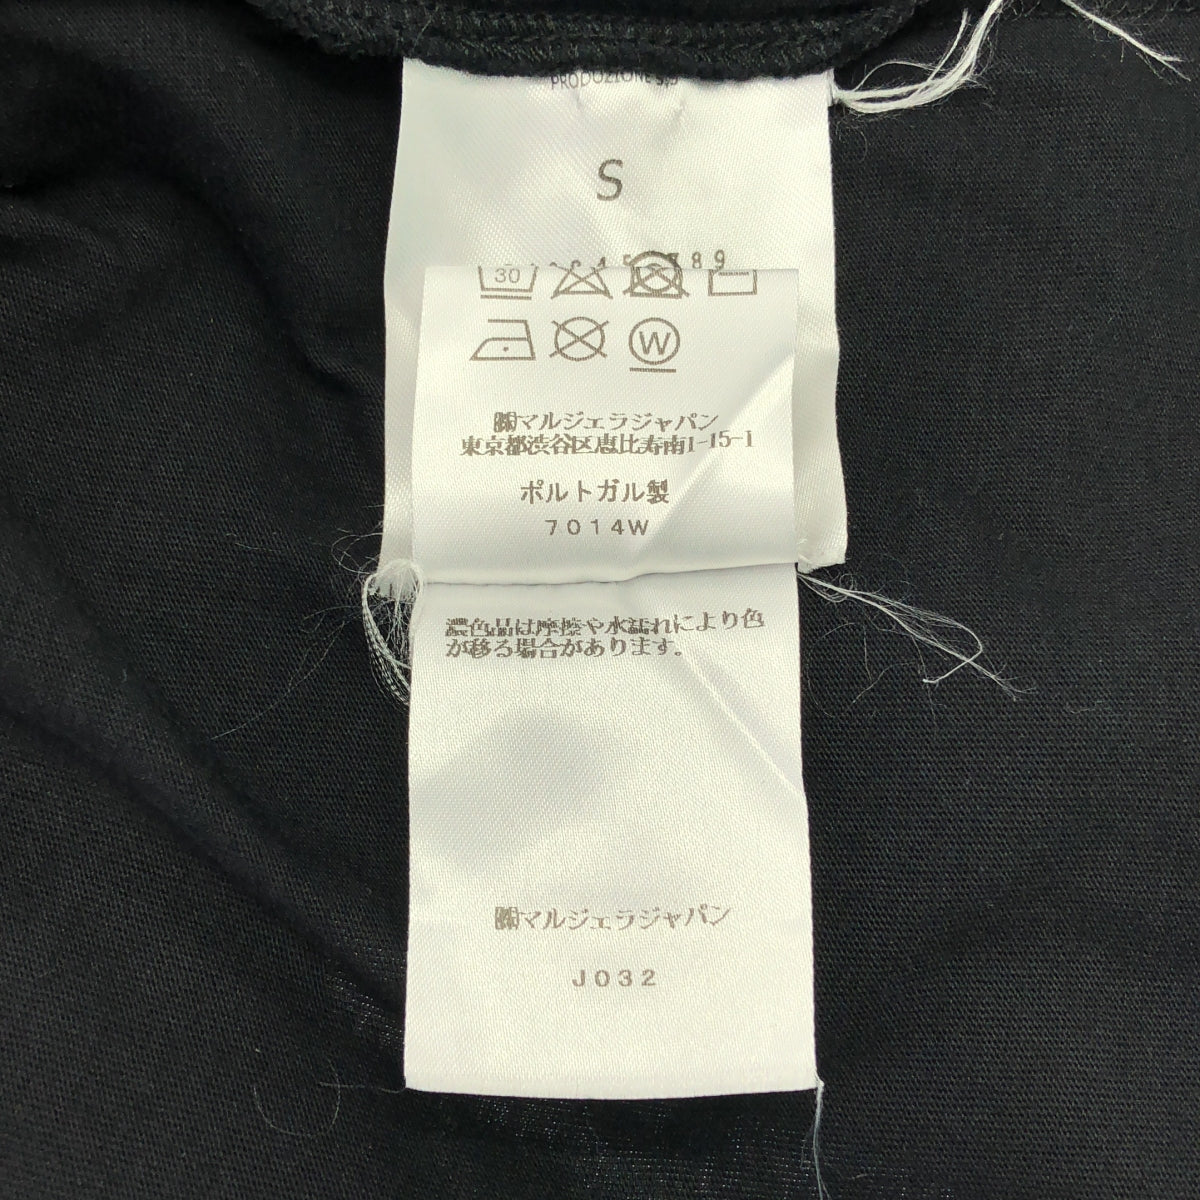 PRODUZIONE
S
89
30
W
㈱マルジェラジャパン
東京都渋谷区恵比寿南1-15-1
ポルトガル製
7014W
濃色品は摩擦や水濡れにより色
が移る場合があります。
㈱マルジェラジャパン
J032